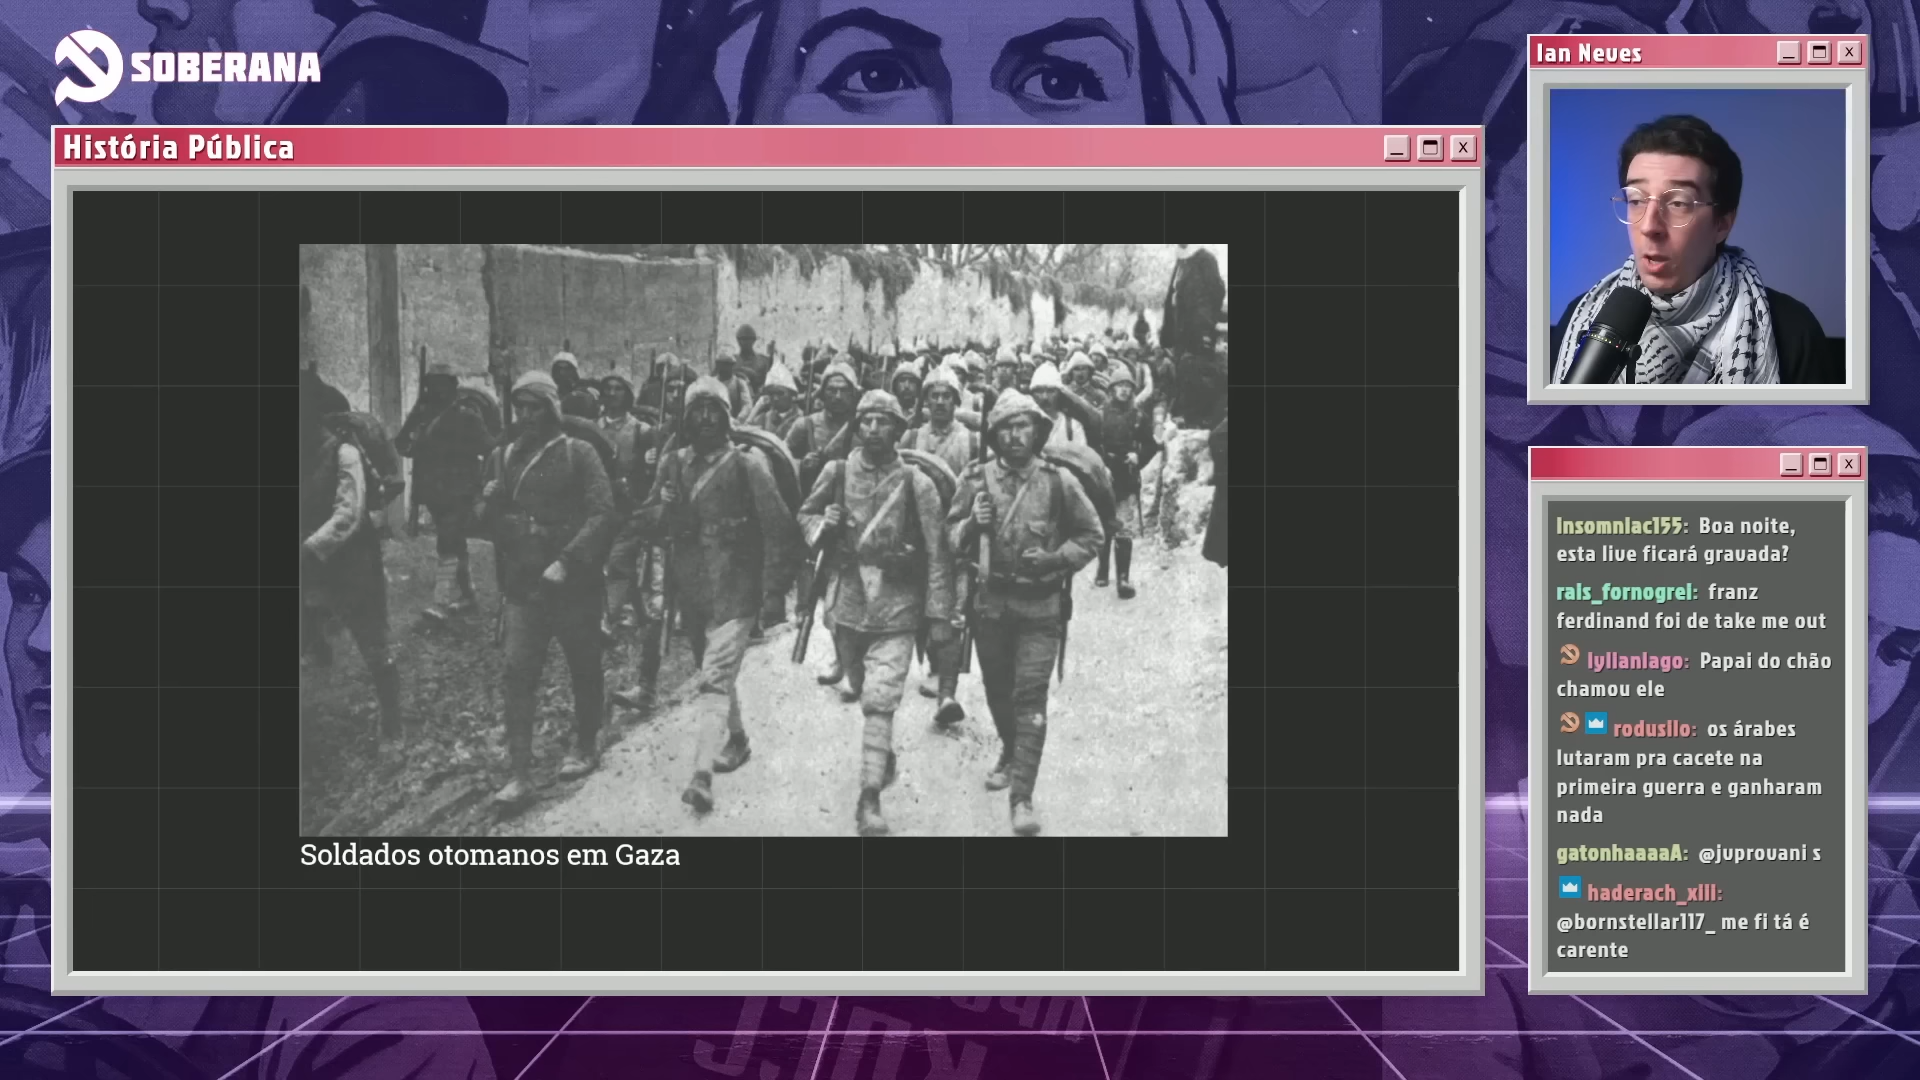 SOBERANA
História Pública
Soldados otomanos em Gaza
Ian Neves
Insomniac155: Boa noite,
esta live ficará gravada?
rais_fornogrel: franz
ferdinand foi de take me out
lyllanlago: Papai do chão
chamou ele
rodusilo: os árabes
lutaram pra cacete na
primeira guerra e ganharam
nada
gatonhaaaaA: @juprovani s
haderach_xiii:
@bornstellar117_ me fi tá é
carente